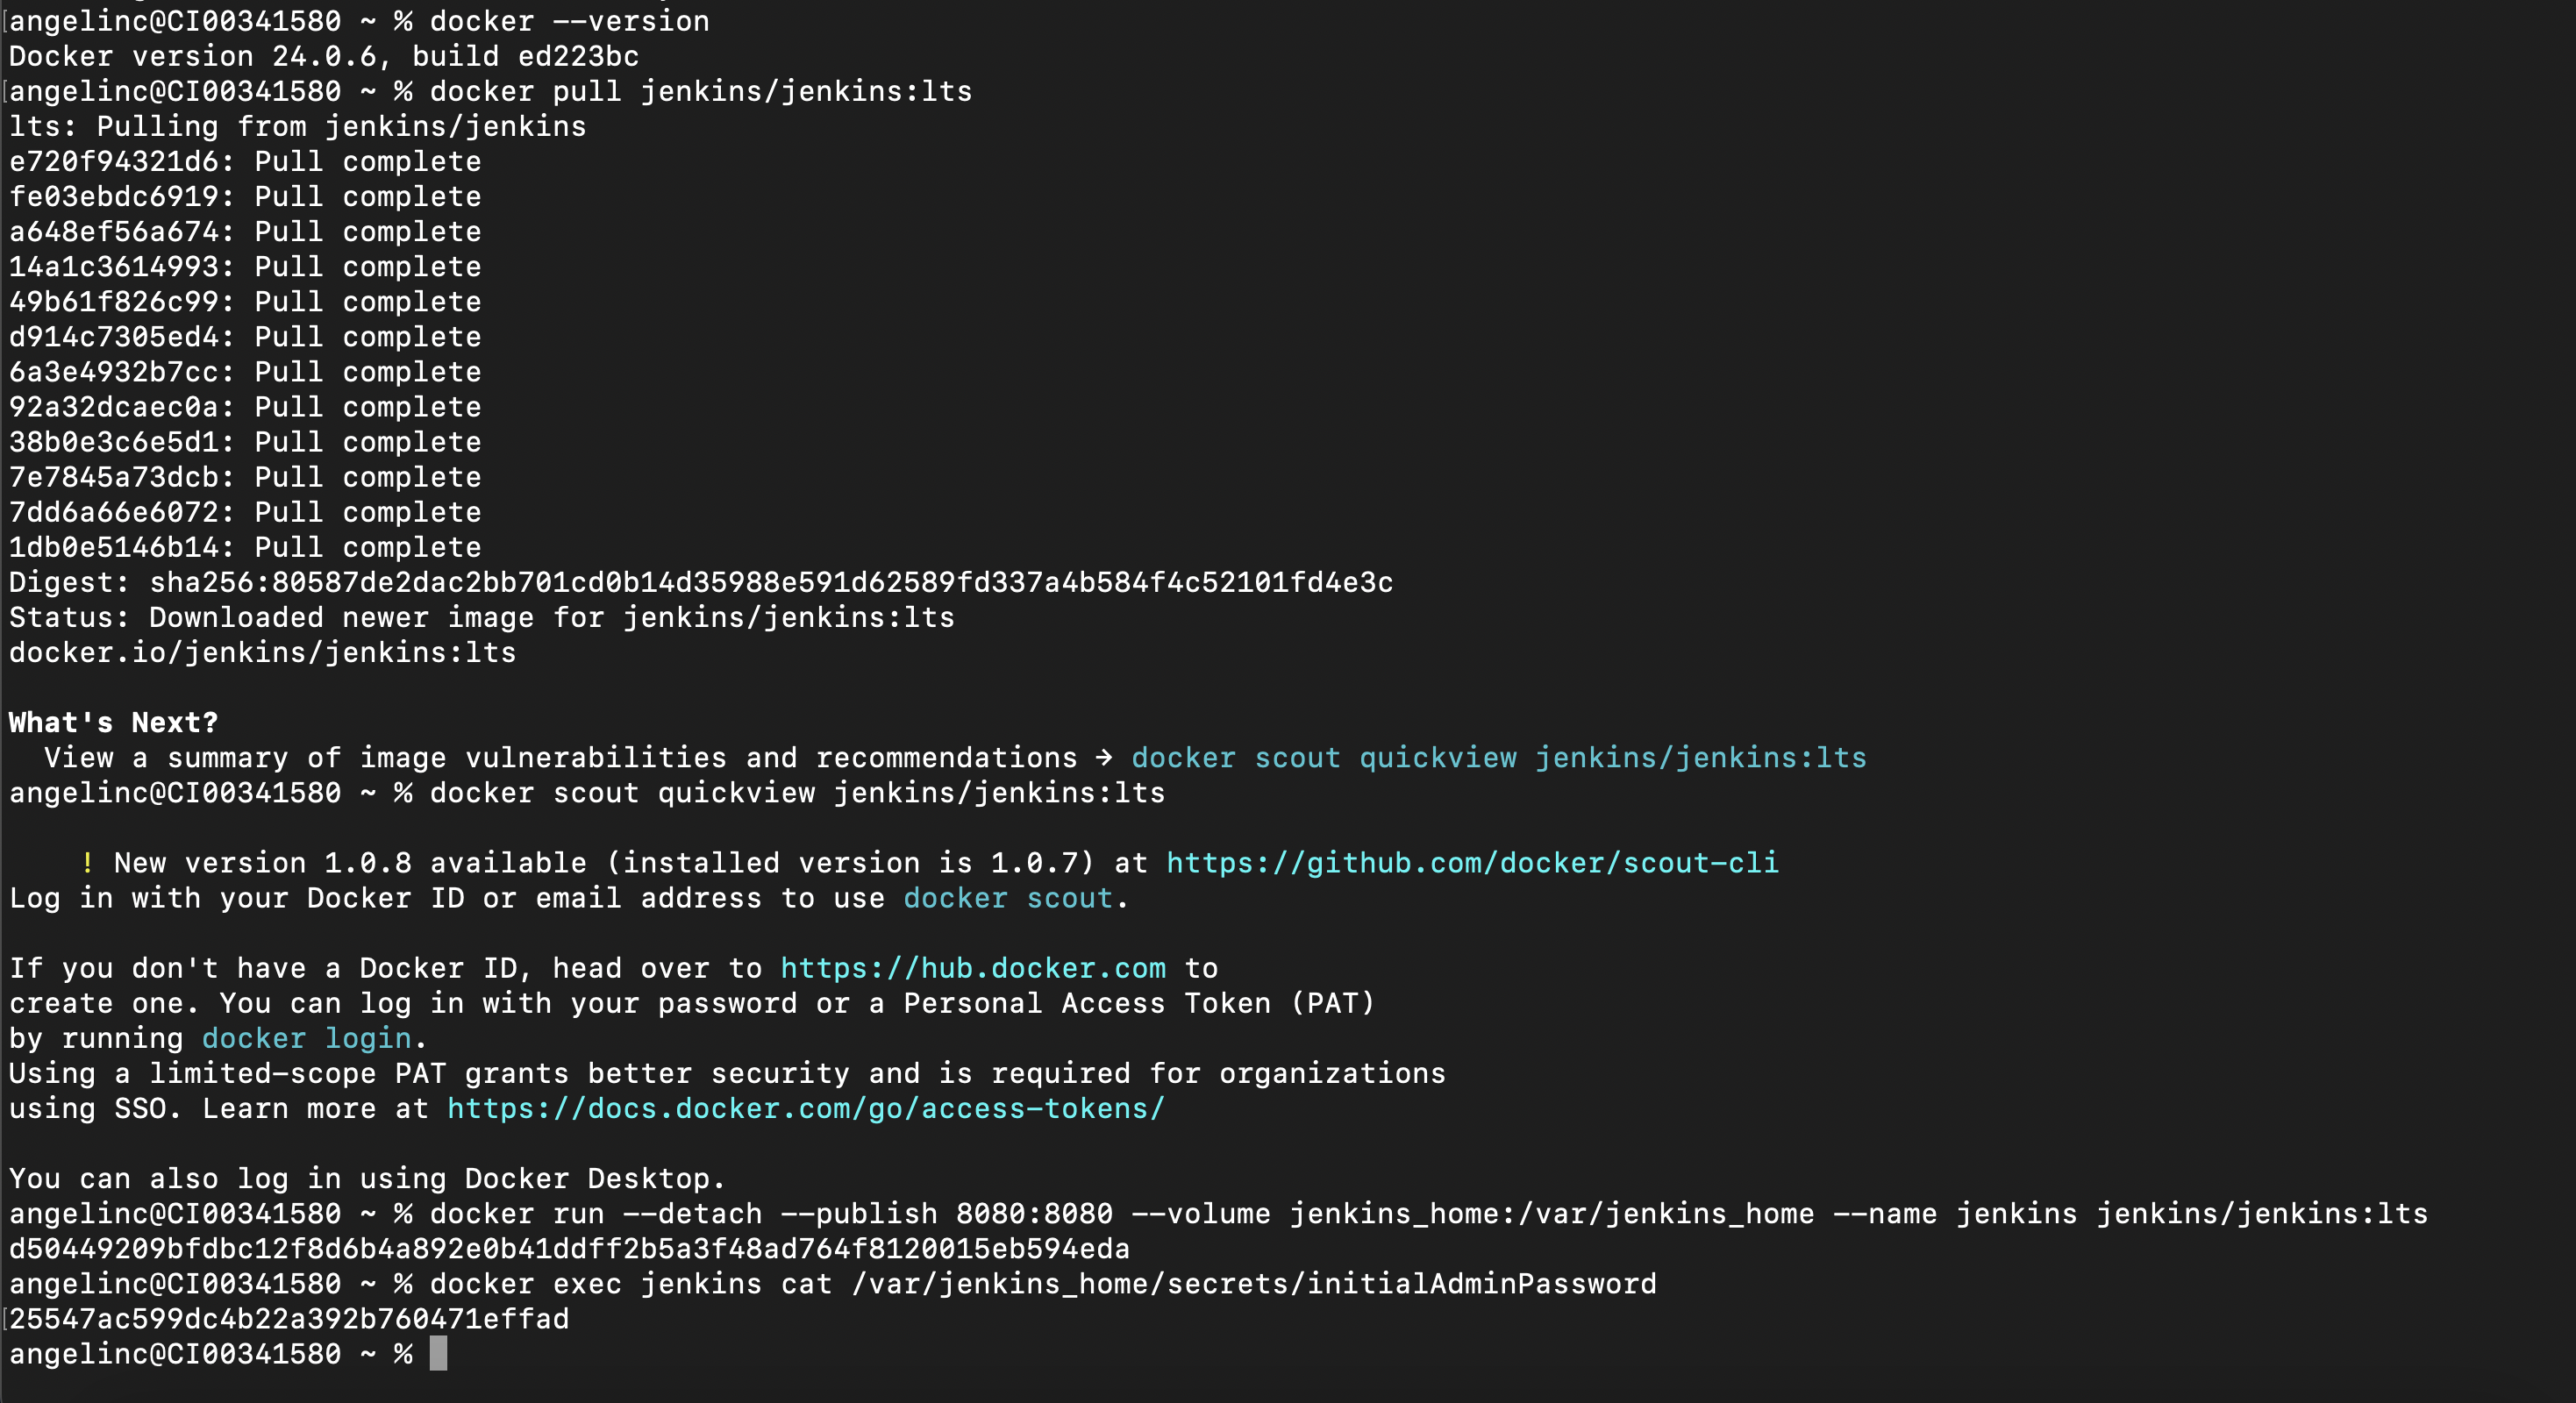 angelinc@CI00341580 ~ % docker --version
Docker version 24.0.6, build ed223bc
angelinc@CI00341580 ~ % docker pull jenkins/jenkins:lts
lts: Pulling from jenkins/jenkins
e720f94321d6: Pull complete
fe03ebdc6919: Pull complete
a648ef56a674: Pull complete
14a1c3614993: Pull complete
49b61f826c99: Pull complete
d914c7305ed4: Pull complete
6a3e4932b7cc: Pull complete
92a32dcaec0a: Pull complete
38b0e3c6e5d1: Pull complete
7e7845a73dcb: Pull complete
7dd6a66e6072: Pull complete
1db0e5146b14: Pull complete
Digest: sha256:80587de2dac2bb701cd0b14d35988e591d62589fd337a4b584f4c52101fd4e3c
Status: Downloaded newer image for jenkins/jenkins:lts
docker.io/jenkins/jenkins:lts
What's Next?
View a summary of image vulnerabilities and recommendations → docker scout quickview jenkins/jenkins:lts
angelinc@CI00341580 ~ % docker scout quickview jenkins/jenkins:lts
! New version 1.0.8 available (installed version is 1.0.7) at https://github.com/docker/scout-cli
Log in with your Docker ID or email address to use docker scout.
If you don't have a Docker ID, head over to https://hub.docker.com to
create one. You can log in with your password or a Personal Access Token (PAT)
by running docker login.
Using a limited-scope PAT grants better security and is required for organizations
using SSO. Learn more at https://docs.docker.com/go/access-tokens/
You can also log in using Docker Desktop.
angelinc@CI00341580 ~ % docker run --detach --publish 8080:8080 --volume jenkins_home:/var/jenkins_home --name jenkins jenkins/jenkins:lts
d50449209bfdbc12f8d6b4a892e0b41ddff2b5a3f48ad764f8120015eb594eda
angelinc@CI00341580 ~ % docker exec jenkins cat /var/jenkins_home/secrets/initialAdminPassword
25547ac599dc4b22a392b760471effad
angelinc@CI00341580 ~ %